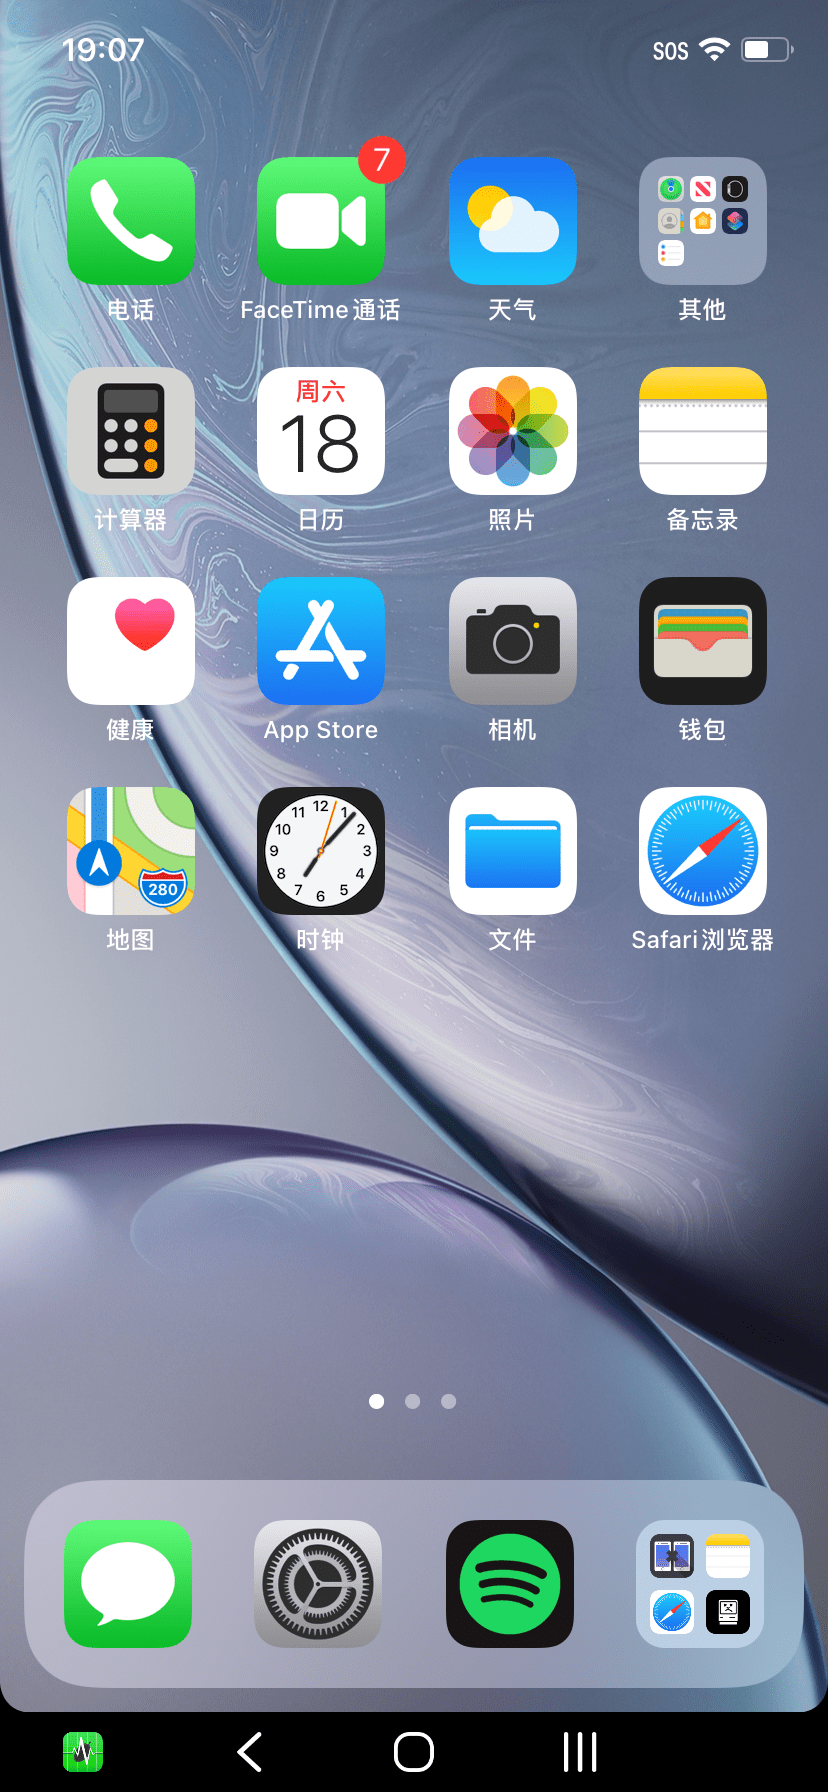 19:07
SOS
7
电话
FaceTime通话
天气
其他
周六
18
计算器
日历
照片
备忘录
健康
App Store
相机
钱包
280
12
11
1
10
2
9
3
8
4
7
5
6
地图
时钟
文件
Safari浏览器